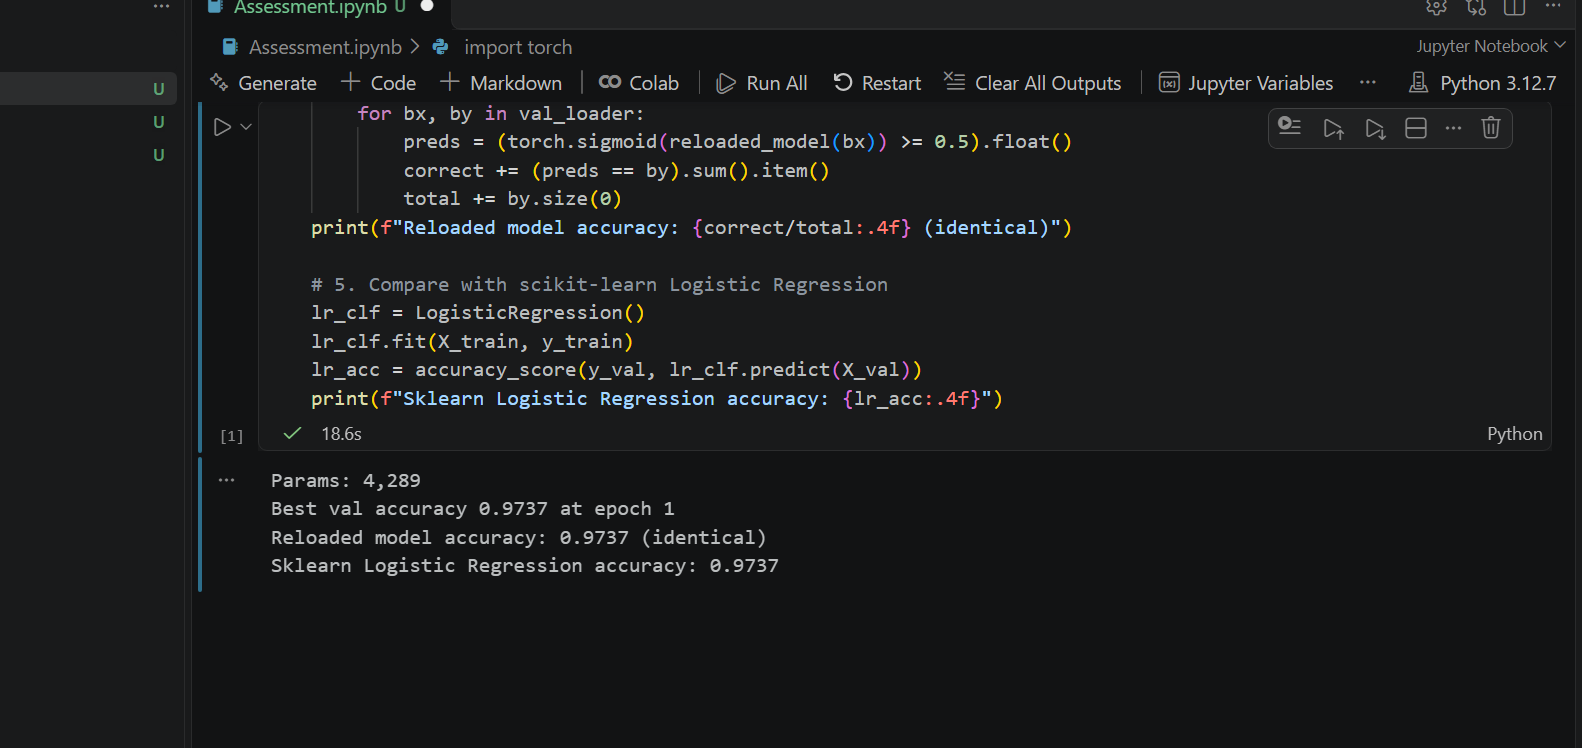 Assessment.ipynb U
Assessment.ipynb > import torch
Jupyter Notebook
Generate + Code + Markdown | Colab | Run All Restart Clear All Outputs | Jupyter Variables ... Python 3.12.7
U
U
U
for bx, by in val_loader:
preds = (torch.sigmoid(reloaded_model(bx)) >= 0.5).float()
correct += (preds == by).sum().item()
total += by.size(0)
print(f"Reloaded model accuracy: {correct/total:.4f} (identical)")
# 5. Compare with scikit-learn Logistic Regression
lr_clf = LogisticRegression()
lr_clf.fit(X_train, y_train)
lr_acc = accuracy_score(y_val, lr_clf.predict(X_val))
print(f"Sklearn Logistic Regression accuracy: {lr_acc:.4f}")
[1] 18.6s Python
Params: 4,289
Best val accuracy 0.9737 at epoch 1
Reloaded model accuracy: 0.9737 (identical)
Sklearn Logistic Regression accuracy: 0.9737